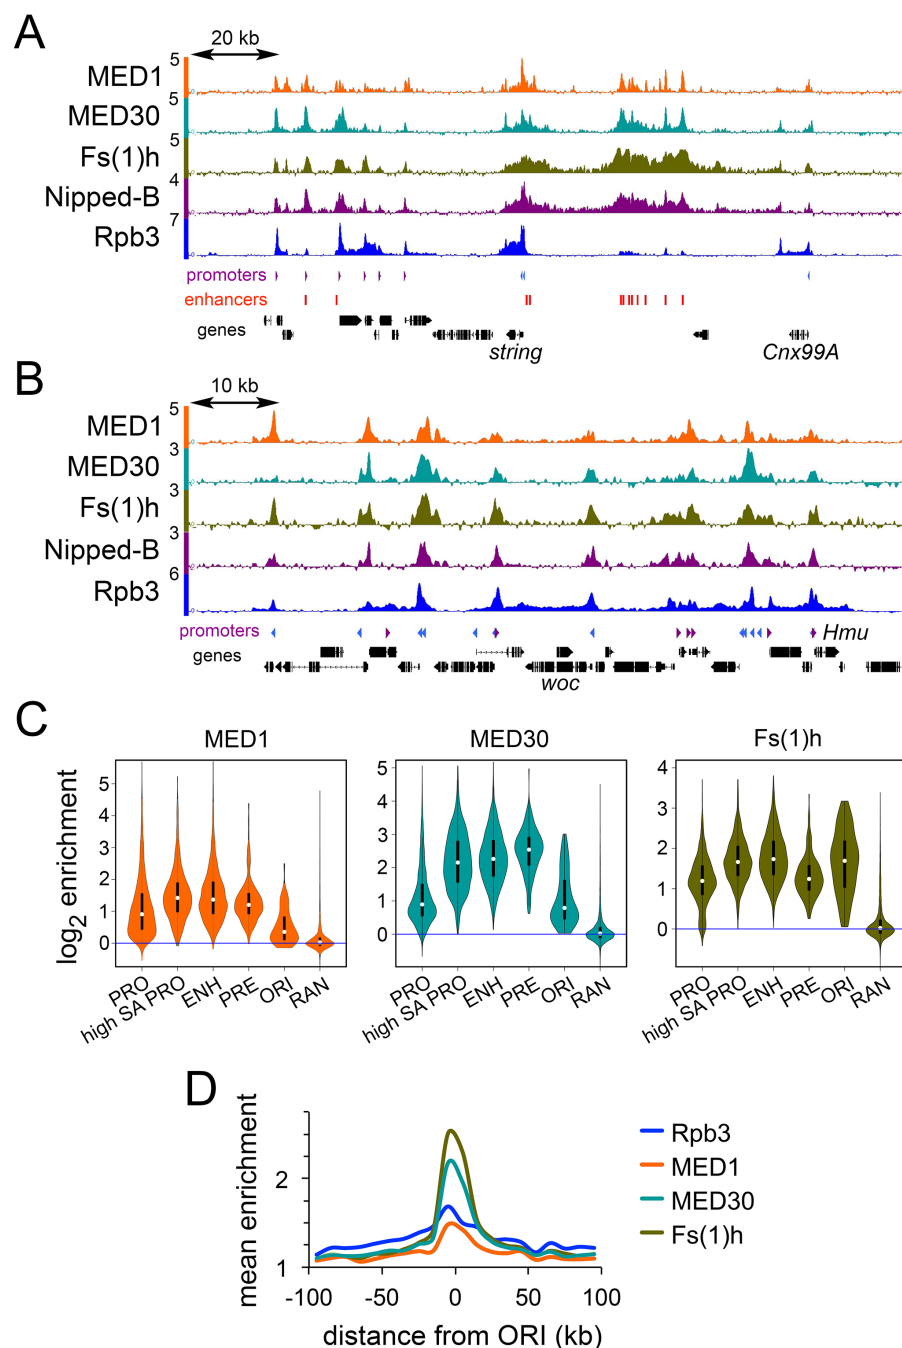 A
20 kb
5
MED1
5
MED30
5
Fs(1)h
4
Nipped-B
7
Rpb3
promoters
enhancers
genes
string Cnx99A
B
10 kb
5
MED1
3
MED30
3
Fs(1)h
3
Nipped-B
6
Rpb3
promoters
Hmu
genes
woc
C
MED1 MED30 Fs(1)h
log2 enrichment
5 4 3 2 1 0
5 4 3 2 1 0
4 3 2 1 0
PRO high SA PRO ENH PRE ORI RAN
PRO high SA PRO ENH PRE ORI RAN
PRO high SA PRO ENH PRE ORI RAN
D
mean enrichment
2
1
Rpb3
MED1
MED30
Fs(1)h
-100 -50 0 50 100
distance from ORI (kb)